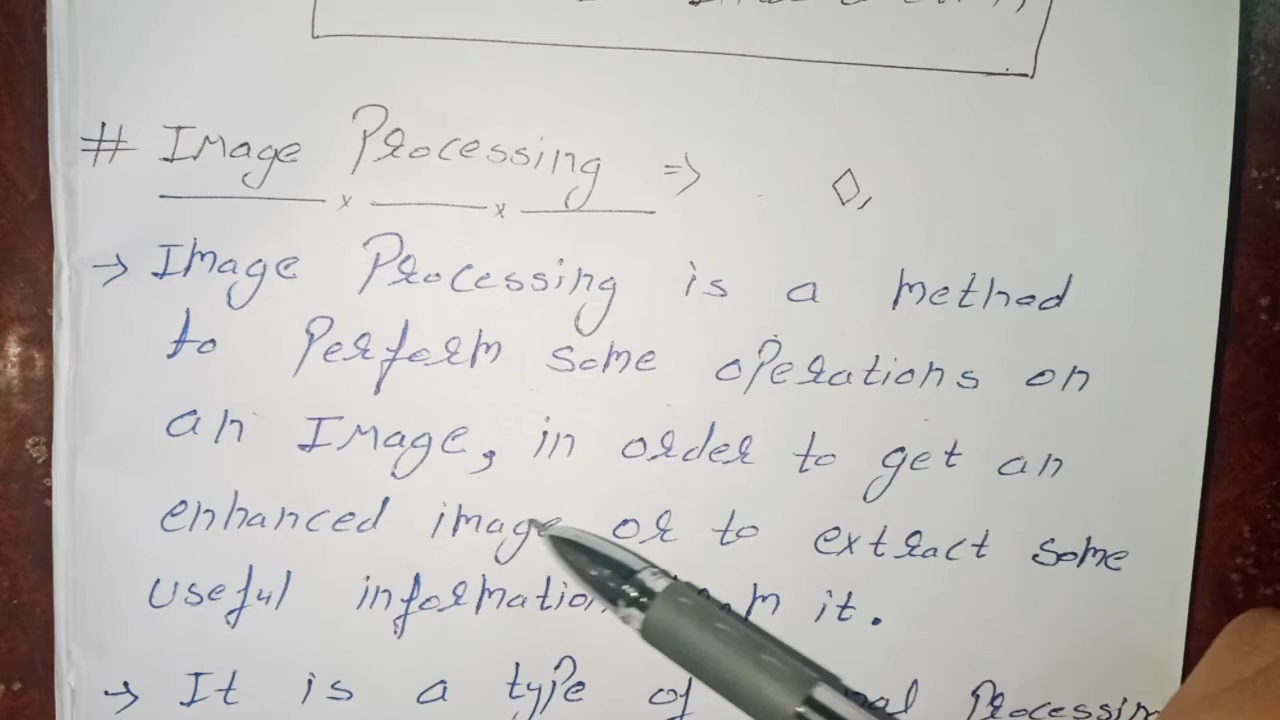 # Image Processing =>
→ Image Processing is a method
to Perform some operations on
an Image, in order to get an
enhanced image or to extract some
useful information it.
→ It is a type of Processing